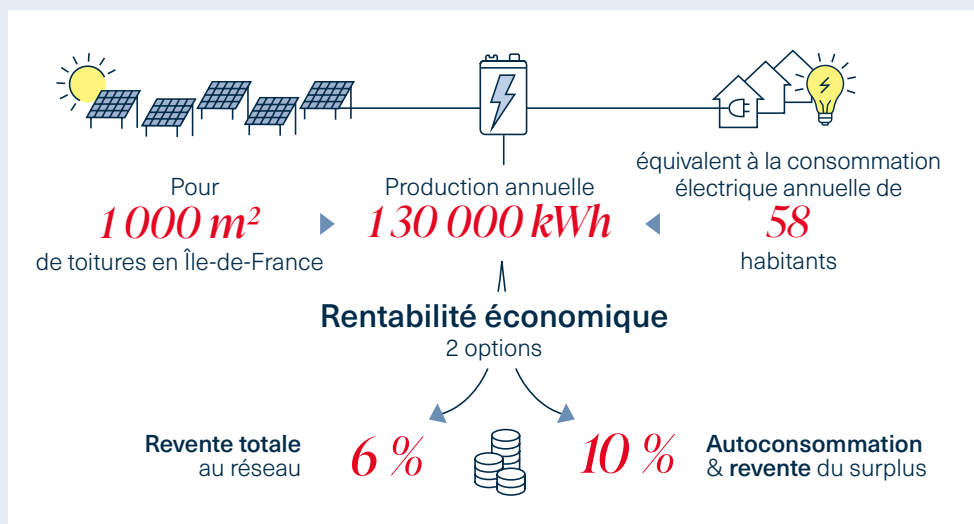 Pour
1 000 m²
de toitures en Île-de-France
Production annuelle
130 000 kWh
équivalent à la consommation
électrique annuelle de
58
habitants
Rentabilité économique
2 options
Revente totale
au réseau
6 %
10 %
Autoconsommation
& revente du surplus